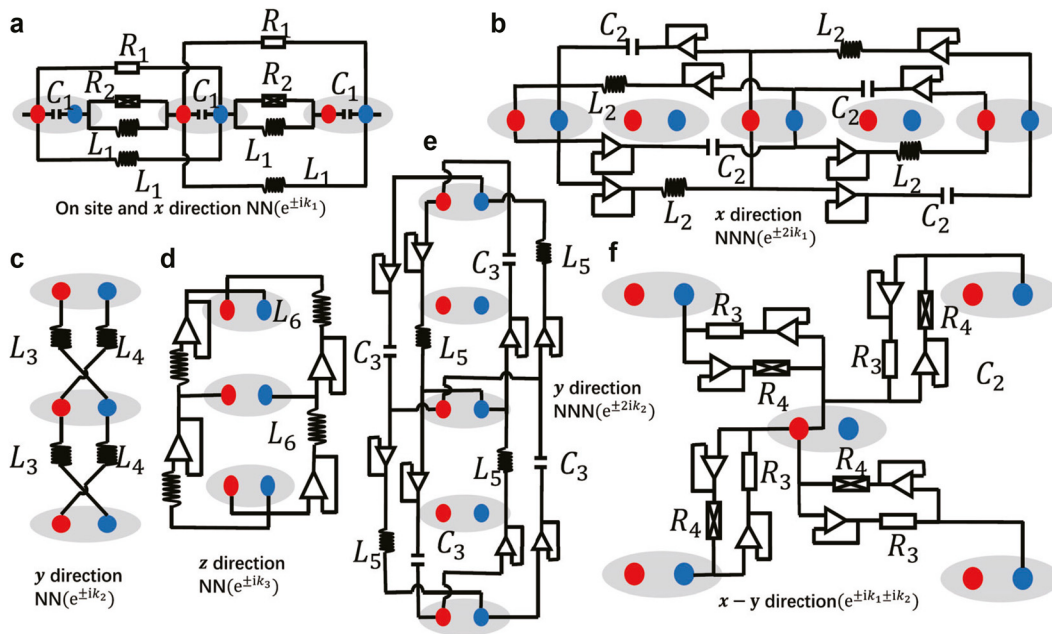 a
R₁
R₁
C₁
R₂
C₁
R₂
C₁
L₁
L₁
L₁
L₁
On site and x direction NN(e^{±ik₁})
b
C₂
L₂
L₂
C₂
C₂
L₂
L₂
C₂
x direction
NNN(e^{±2ik₁})
c
L₃
L₄
L₃
L₄
y direction
NN(e^{±ik₂})
d
L₆
L₆
z direction
NN(e^{±ik₃})
e
C₃
L₅
C₃
L₅
y direction
NNN(e^{±2ik₂})
L₅
C₃
C₃
L₅
f
R₃
R₄
R₄
R₃
C₂
R₃
R₄
R₄
R₃
x − y direction(e^{±ik₁±ik₂})